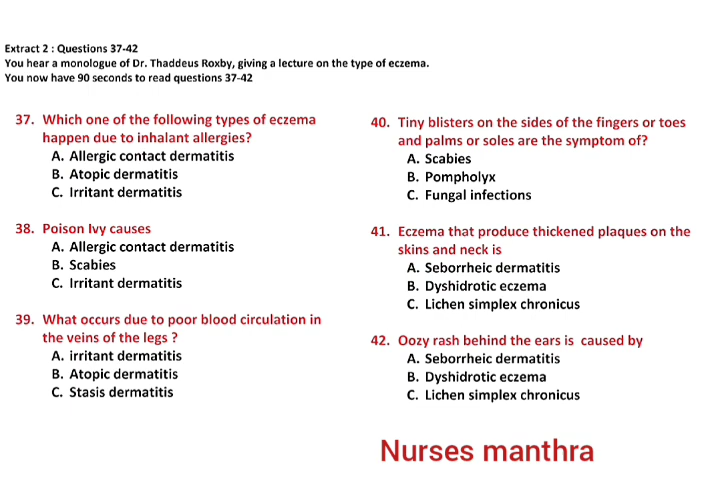 Extract 2 : Questions 37-42
You hear a monologue of Dr. Thaddeus Roxby, giving a lecture on the type of eczema.
You now have 90 seconds to read questions 37-42
37. Which one of the following types of eczema
happen due to inhalant allergies?
A. Allergic contact dermatitis
B. Atopic dermatitis
C. Irritant dermatitis
38. Poison Ivy causes
A. Allergic contact dermatitis
B. Scabies
C. Irritant dermatitis
39. What occurs due to poor blood circulation in
the veins of the legs ?
A. irritant dermatitis
B. Atopic dermatitis
C. Stasis dermatitis
40. Tiny blisters on the sides of the fingers or toes
and palms or soles are the symptom of?
A. Scabies
B. Pompholyx
C. Fungal infections
41. Eczema that produce thickened plaques on the
skins and neck is
A. Seborrheic dermatitis
B. Dyshidrotic eczema
C. Lichen simplex chronicus
42. Oozy rash behind the ears is caused by
A. Seborrheic dermatitis
B. Dyshidrotic eczema
C. Lichen simplex chronicus
Nurses manthra